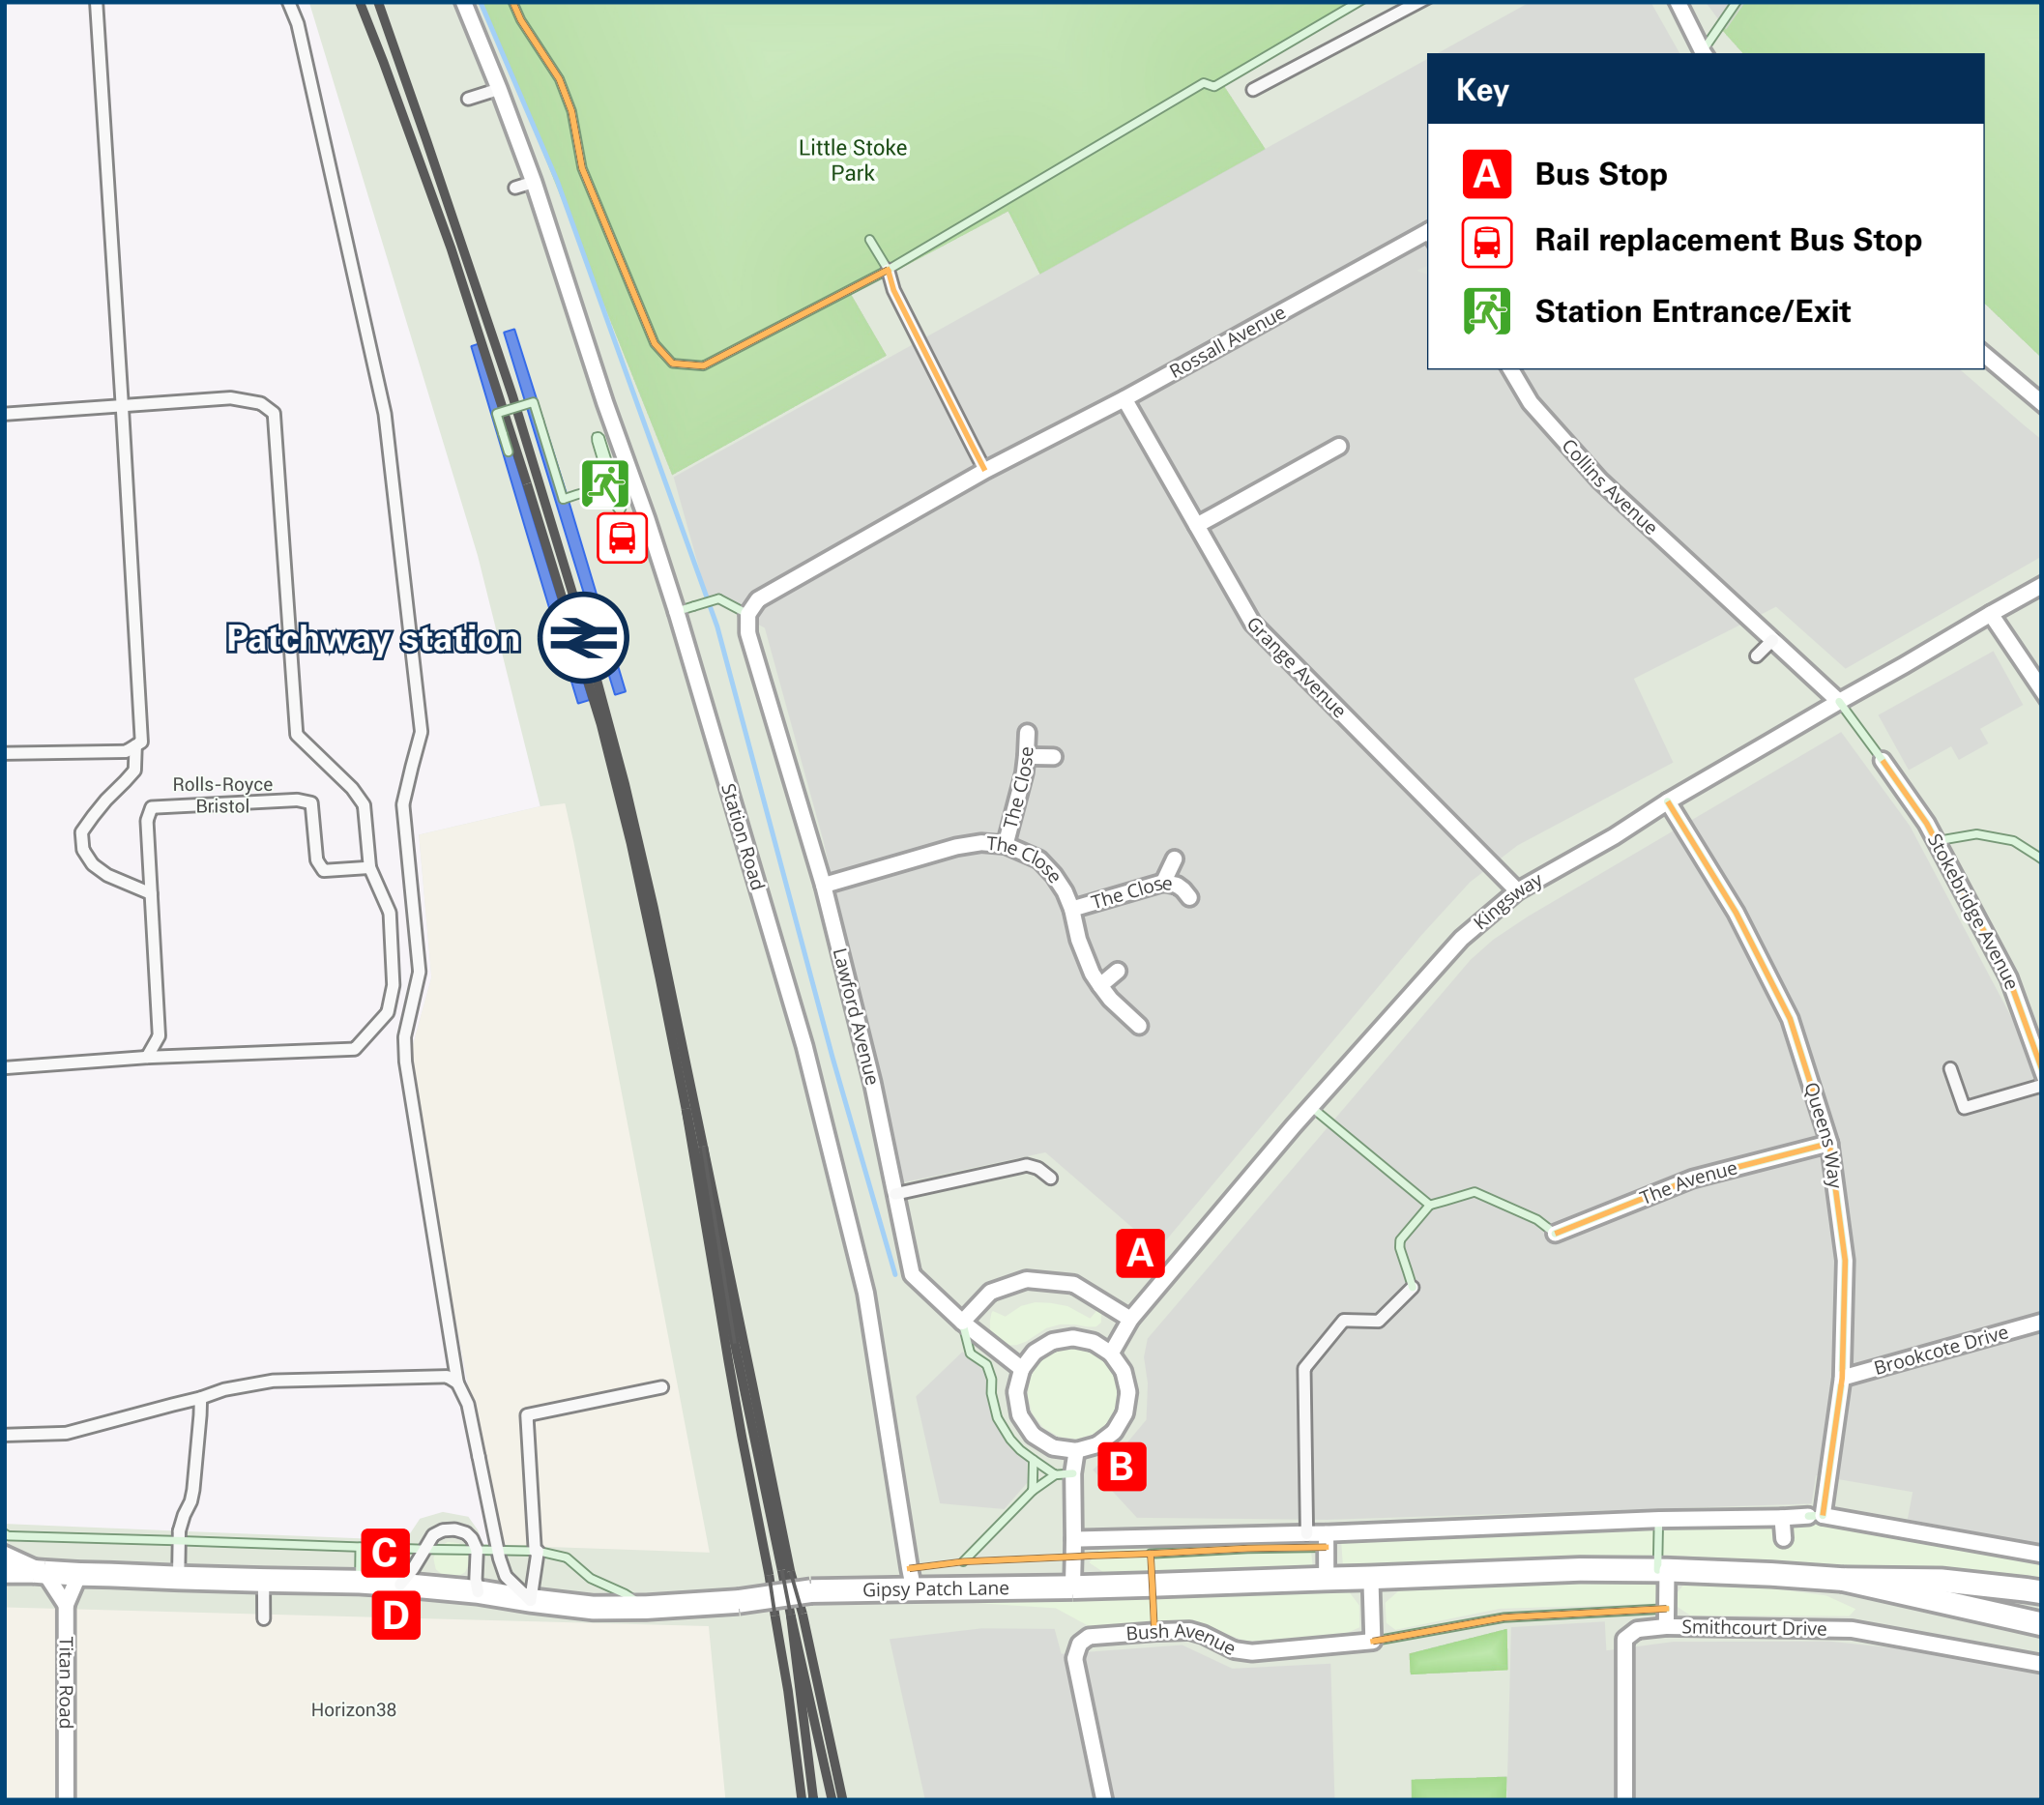 Key
A
Bus Stop
Rail replacement Bus Stop
Station Entrance/Exit
Little Stoke
Park
Rossall Avenue
Collins Avenue
Patchway station
Grange Avenue
Rolls-Royce
Bristol
Station Road
The Close
The Close
The Close
Kingsway
Stokebridge Avenue
Lawford Avenue
Queens Way
The Avenue
A
Brookcote Drive
B
C
D
Gipsy Patch Lane
Bush Avenue
Smithcourt Drive
Titan Road
Horizon38